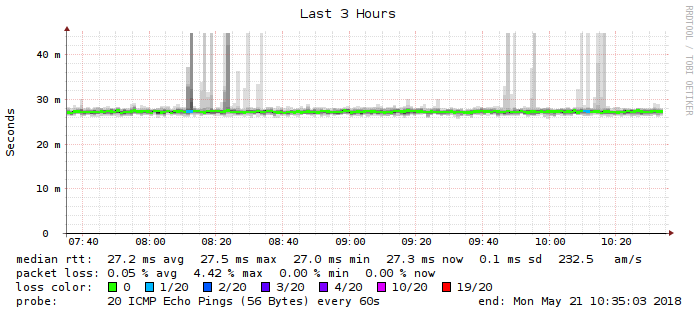 Last 3 Hours
RRDTOOL / TOBI OETIKER
Seconds
40 m
30 m
20 m
10 m
0
07:40 08:00 08:20 08:40 09:00 09:20 09:40 10:00 10:20
median rtt: 27.2 ms avg 27.5 ms max 27.0 ms min 27.3 ms now 0.1 ms sd 232.5 am/s
packet loss: 0.05 % avg 4.42 % max 0.00 % min 0.00 % now
loss color: 0 1/20 2/20 3/20 4/20 10/20 19/20
probe: 20 ICMP Echo Pings (56 Bytes) every 60s end: Mon May 21 10:35:03 2018